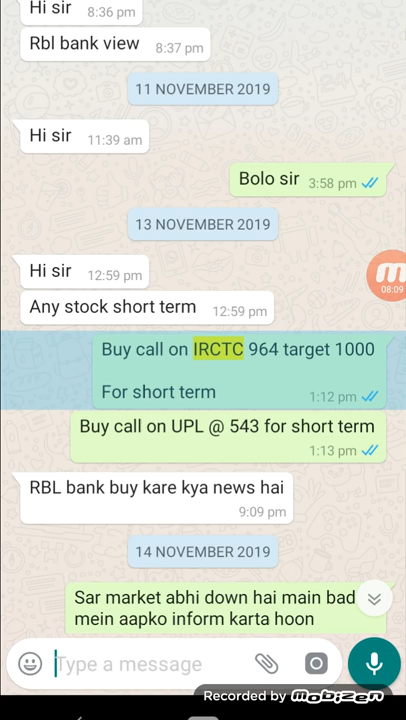 Hi sir 8:36 pm
Rbl bank view 8:37 pm
11 NOVEMBER 2019
Hi sir 11:39 am
Bolo sir 3:58 pm
13 NOVEMBER 2019
Hi sir 12:59 pm
Any stock short term 12:59 pm
08:09
Buy call on IRCTC 964 target 1000
For short term 1:12 pm
Buy call on UPL @ 543 for short term
1:13 pm
RBL bank buy kare kya news hai
9:09 pm
14 NOVEMBER 2019
Sar market abhi down hai main bad
mein aapko inform karta hoon
Type a message
Recorded by mobizen